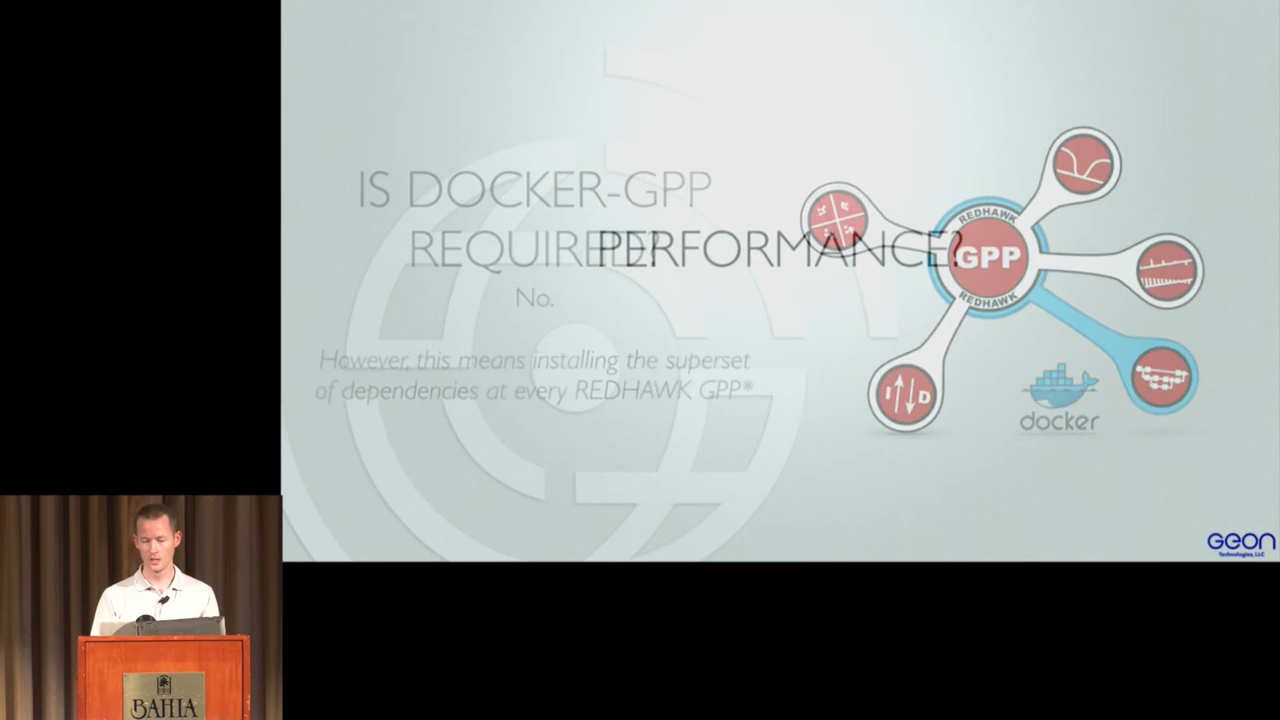 IS DOCKER-GPP
REQUIRED?
PERFORMANCE?
No.
However, this means installing the superset
of dependencies at every REDHAWK GPP*
REDHAWK
GPP
REDHAWK
I D
docker
GEON
Technologies, LLC
BAHIA